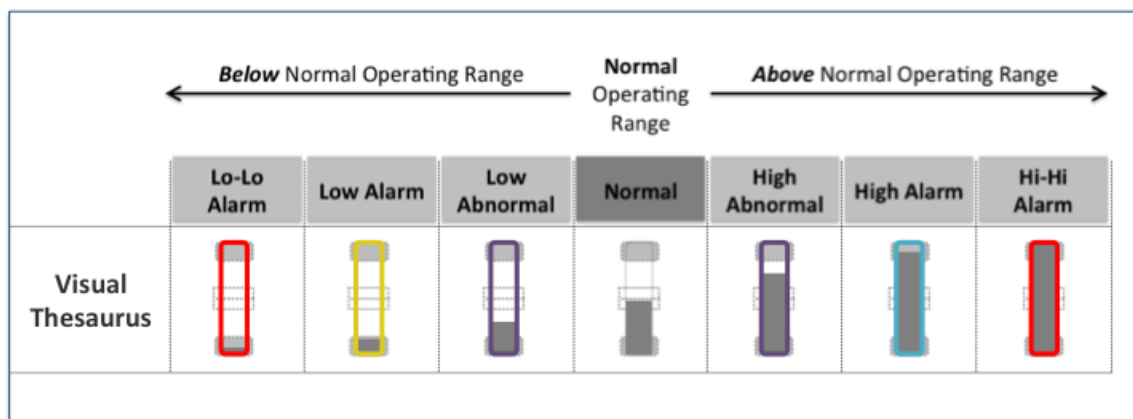 Below Normal Operating Range
Normal
Operating
Range
Above Normal Operating Range
Lo-Lo
Alarm
Low Alarm
Low
Abnormal
Normal
High
Abnormal
High Alarm
Hi-Hi
Alarm
Visual
Thesaurus